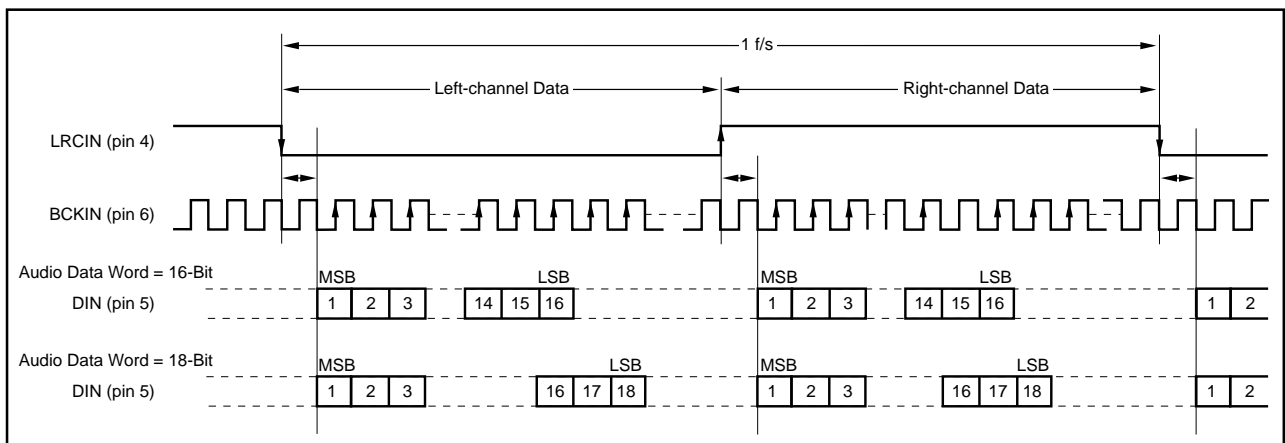 1 f/s
Left-channel Data
Right-channel Data
LRCIN (pin 4)
BCKIN (pin 6)
Audio Data Word = 16-Bit
MSB LSB MSB LSB
DIN (pin 5) 1 2 3 14 15 16 1 2 3 14 15 16 1 2
Audio Data Word = 18-Bit
MSB LSB MSB LSB
DIN (pin 5) 1 2 3 16 17 18 1 2 3 16 17 18 1 2